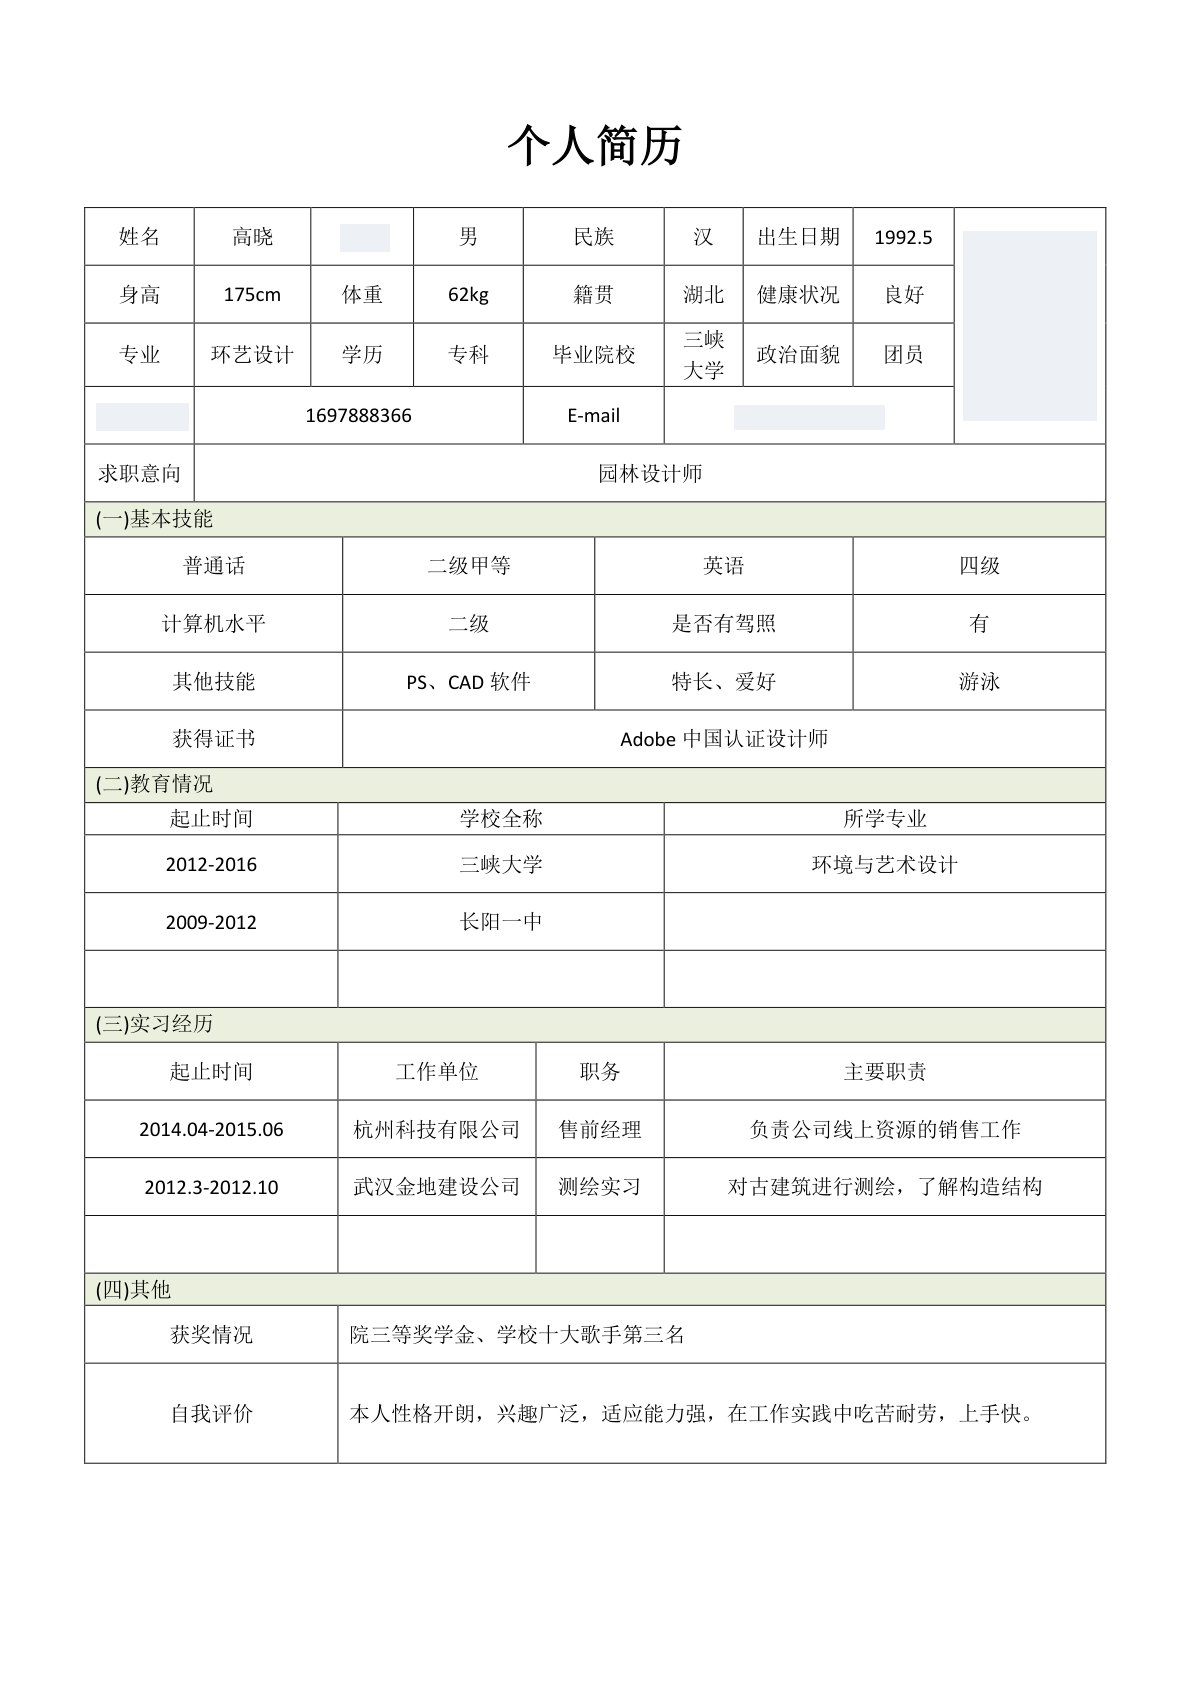 个人简历
姓名 高晓 男 民族 汉 出生日期 1992.5
身高 175cm 体重 62kg 籍贯 湖北 健康状况 良好
专业 环艺设计 学历 专科 毕业院校 三峡大学 政治面貌 团员
1697888366 E-mail
求职意向 园林设计师
(一)基本技能
普通话 二级甲等 英语 四级
计算机水平 二级 是否有驾照 有
其他技能 PS、CAD 软件 特长、爱好 游泳
获得证书 Adobe 中国认证设计师
(二)教育情况
起止时间 学校全称 所学专业
2012-2016 三峡大学 环境与艺术设计
2009-2012 长阳一中
(三)实习经历
起止时间 工作单位 职务 主要职责
2014.04-2015.06 杭州科技有限公司 售前经理 负责公司线上资源的销售工作
2012.3-2012.10 武汉金地建设公司 测绘实习 对古建筑进行测绘，了解构造结构
(四)其他
获奖情况 院三等奖学金、学校十大歌手第三名
自我评价 本人性格开朗，兴趣广泛，适应能力强，在工作实践中吃苦耐劳，上手快。